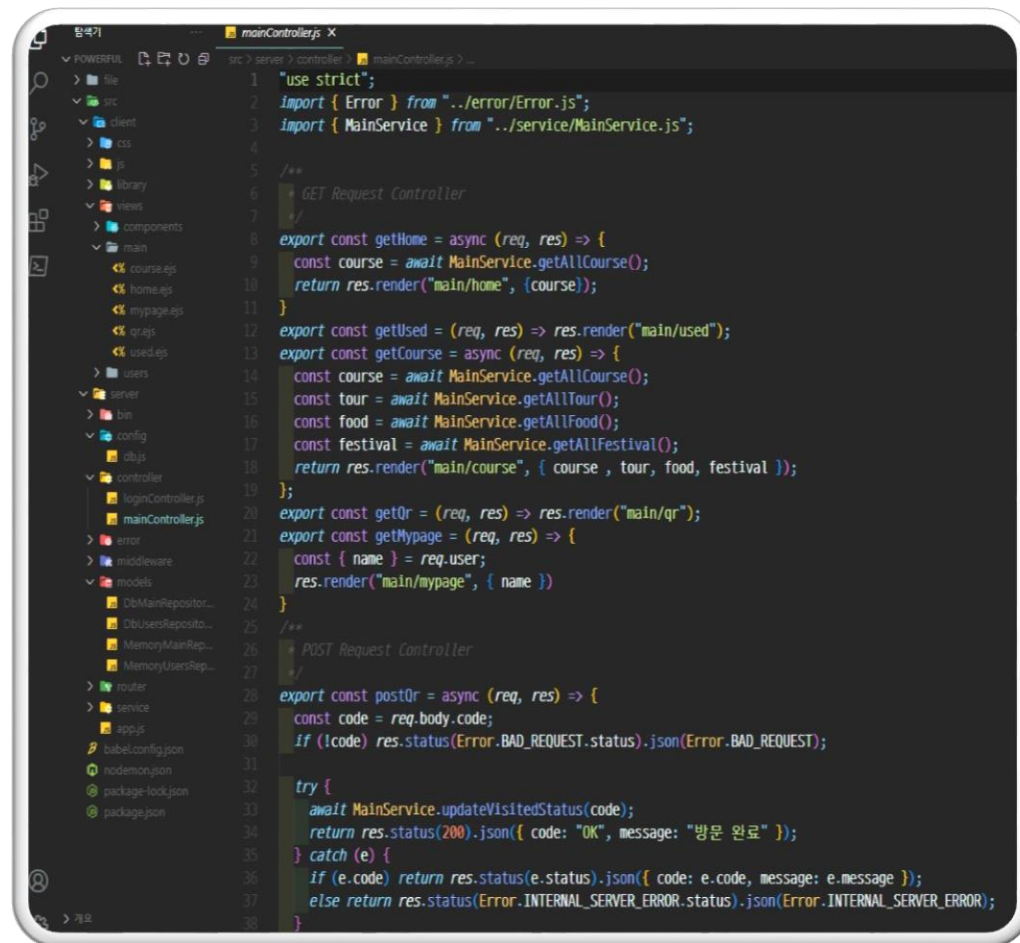 탐색기
mainController.js
POWERFUL
src > server > controller > mainController.js > ...
file
src
client
css
js
library
views
components
main
course.ejs
home.ejs
mypage.ejs
qr.ejs
used.ejs
users
server
bin
config
db.js
controller
loginController.js
mainController.js
error
middleware
models
DbMainRepositor...
DbUsersReposito...
MemoryMainRep...
MemoryUsersRep...
router
service
app.js
babel.config.json
nodemon.json
package-lock.json
package.json
개요
1 "use strict";
2 import { Error } from "../error/Error.js";
3 import { MainService } from "../service/MainService.js";
4
5 /**
6 * GET Request Controller
7 */
8 export const getHome = async (req, res) => {
9 const course = await MainService.getAllCourse();
10 return res.render("main/home", {course});
11 }
12 export const getUsed = (req, res) => res.render("main/used");
13 export const getCourse = async (req, res) => {
14 const course = await MainService.getAllCourse();
15 const tour = await MainService.getAllTour();
16 const food = await MainService.getAllFood();
17 const festival = await MainService.getAllFestival();
18 return res.render("main/course", { course , tour, food, festival });
19 };
20 export const getQr = (req, res) => res.render("main/qr");
21 export const getMypage = (req, res) => {
22 const { name } = req.user;
23 res.render("main/mypage", { name })
24 }
25 /**
26 * POST Request Controller
27 */
28 export const postQr = async (req, res) => {
29 const code = req.body.code;
30 if (!code) res.status(Error.BAD_REQUEST.status).json(Error.BAD_REQUEST);
31
32 try {
33 await MainService.updateVisitedStatus(code);
34 return res.status(200).json({ code: "OK", message: "방문 완료" });
35 } catch (e) {
36 if (e.code) return res.status(e.status).json({ code: e.code, message: e.message });
37 else return res.status(Error.INTERNAL_SERVER_ERROR.status).json(Error.INTERNAL_SERVER_ERROR);
38 }